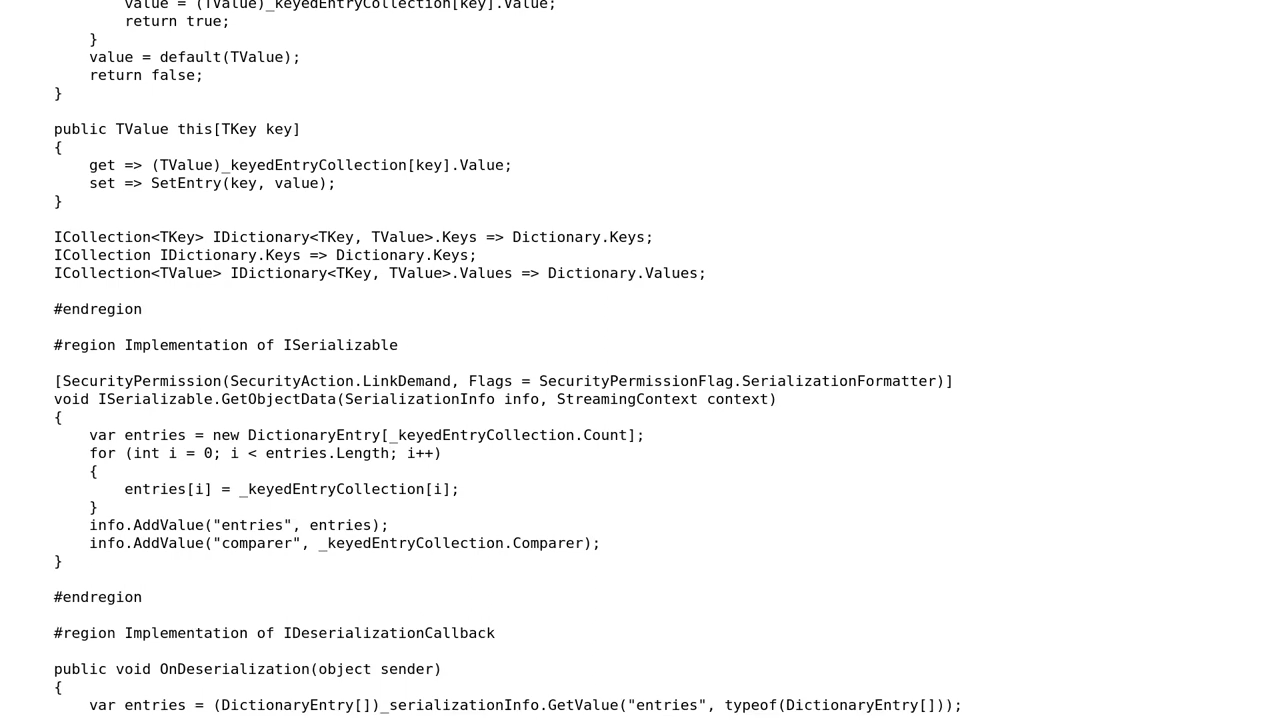 value = (TValue)_keyedEntryCollection[key].Value;
            return true;
        }
        value = default(TValue);
        return false;
    }

    public TValue this[TKey key]
    {
        get => (TValue)_keyedEntryCollection[key].Value;
        set => SetEntry(key, value);
    }

    ICollection<TKey> IDictionary<TKey, TValue>.Keys => Dictionary.Keys;
    ICollection IDictionary.Keys => Dictionary.Keys;
    ICollection<TValue> IDictionary<TKey, TValue>.Values => Dictionary.Values;

    #endregion

    #region Implementation of ISerializable

    [SecurityPermission(SecurityAction.LinkDemand, Flags = SecurityPermissionFlag.SerializationFormatter)]
    void ISerializable.GetObjectData(SerializationInfo info, StreamingContext context)
    {
        var entries = new DictionaryEntry[_keyedEntryCollection.Count];
        for (int i = 0; i < entries.Length; i++)
        {
            entries[i] = _keyedEntryCollection[i];
        }
        info.AddValue("entries", entries);
        info.AddValue("comparer", _keyedEntryCollection.Comparer);
    }

    #endregion

    #region Implementation of IDeserializationCallback

    public void OnDeserialization(object sender)
    {
        var entries = (DictionaryEntry[])_serializationInfo.GetValue("entries", typeof(DictionaryEntry[]));